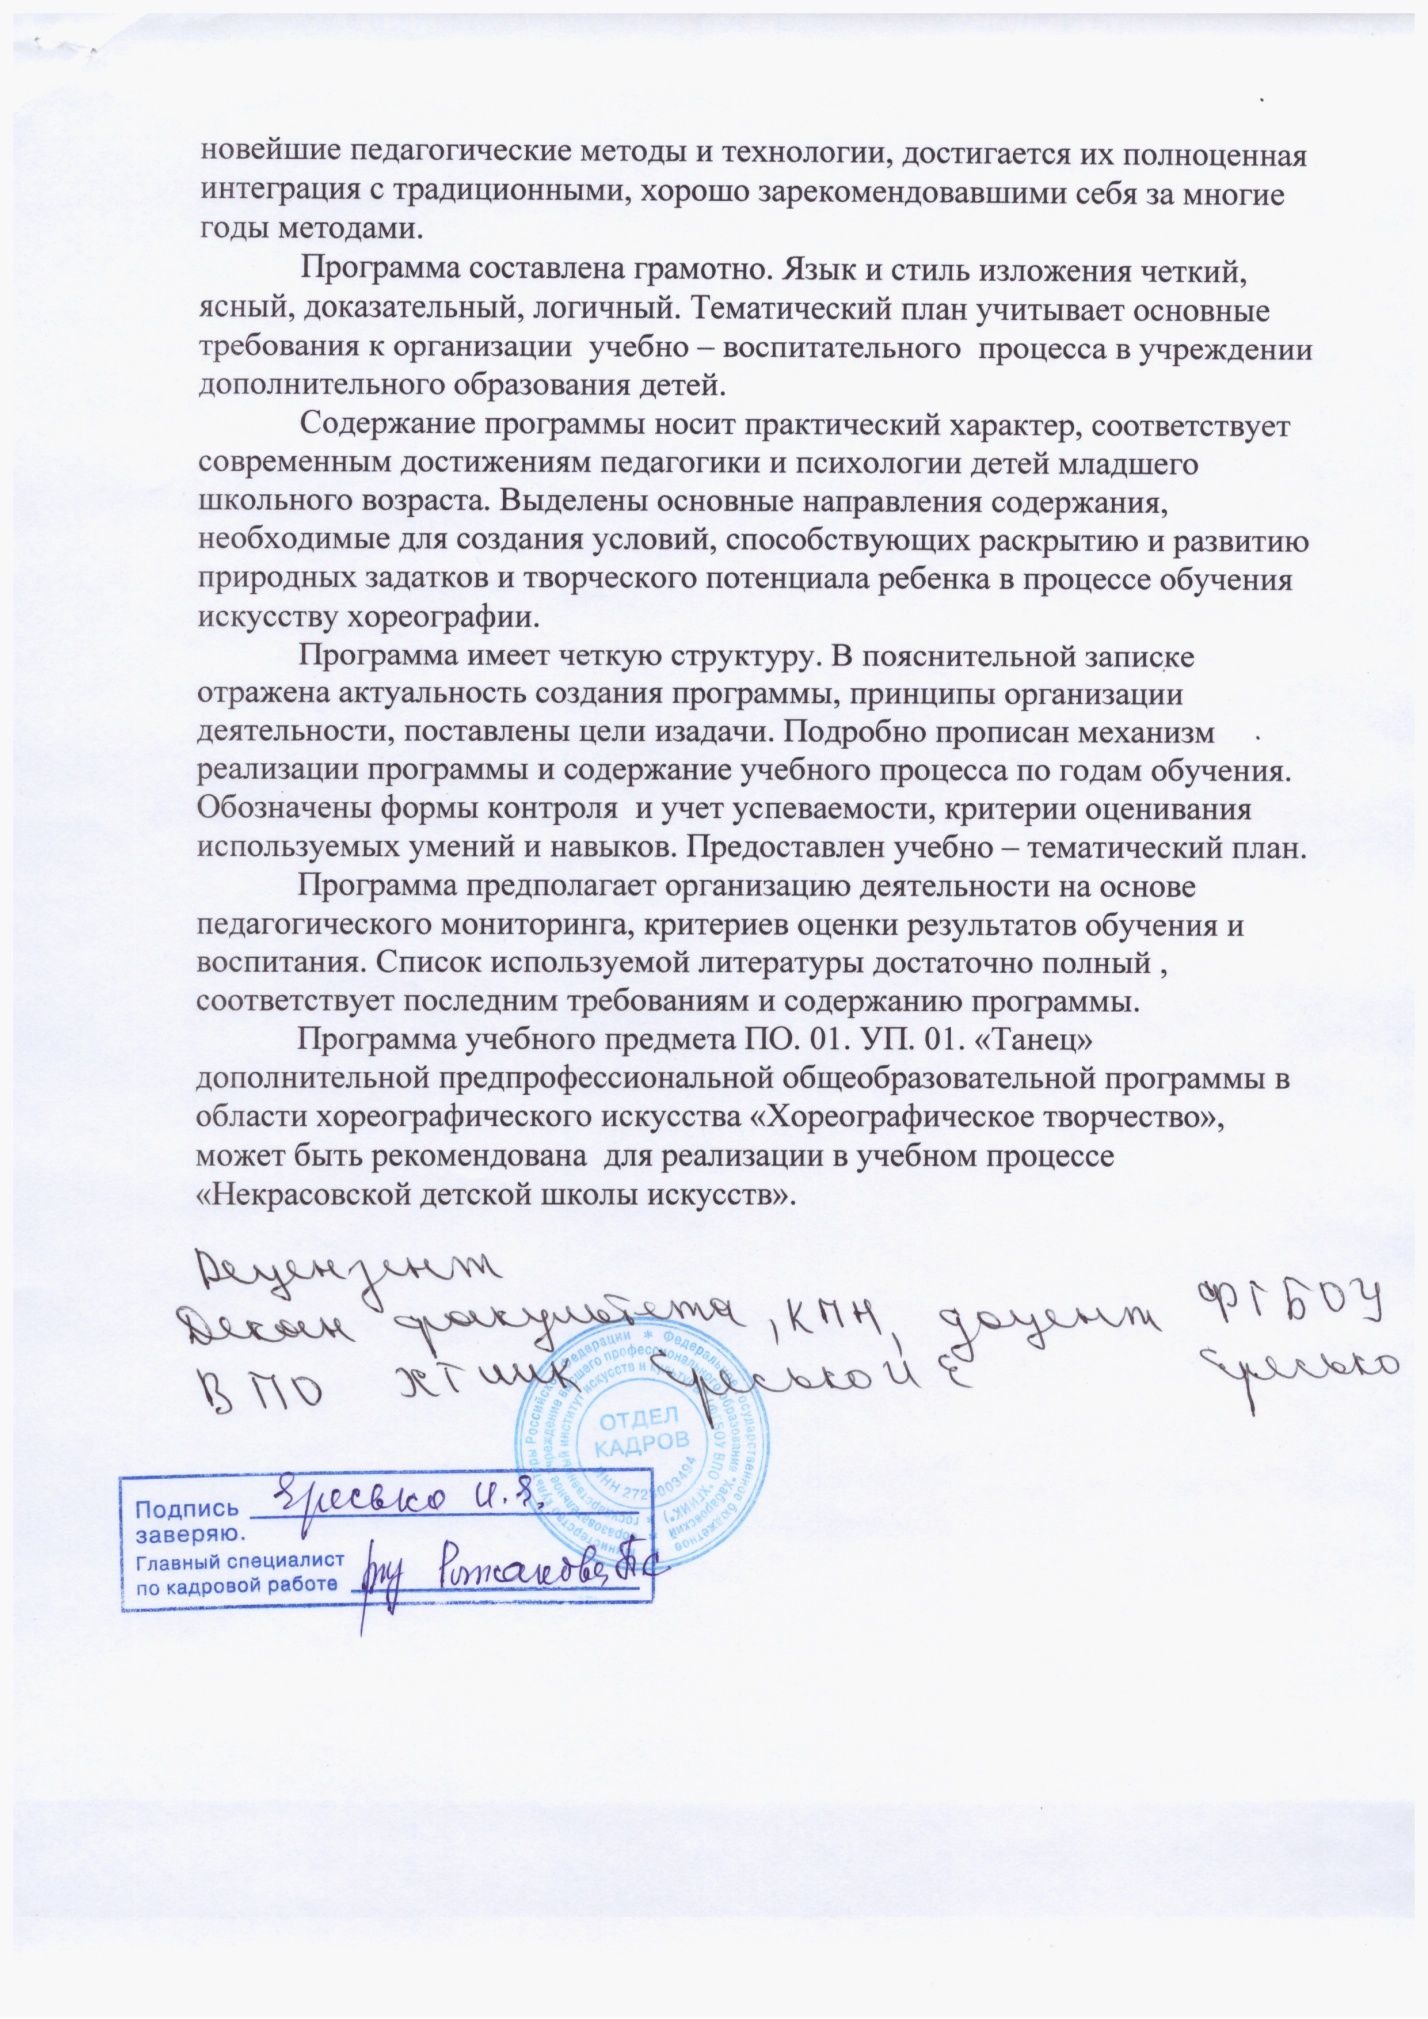 новейшие педагогические методы и технологии, достигается их полноценная
интеграция с традиционными, хорошо зарекомендовавшими себя за многие
годы методами.
Программа составлена грамотно. Язык и стиль изложения четкий,
ясный, доказательный, логичный. Тематический план учитывает основные
требования к организации  учебно – воспитательного  процесса в учреждении
дополнительного образования детей.
Содержание программы носит практический характер, соответствует
современным достижениям педагогики и психологии детей младшего
школьного возраста. Выделены основные направления содержания,
необходимые для создания условий, способствующих раскрытию и развитию
природных задатков и творческого потенциала ребенка в процессе обучения
искусству хореографии.
Программа имеет четкую структуру. В пояснительной записке
отражена актуальность создания программы, принципы организации
деятельности, поставлены цели изадачи. Подробно прописан механизм
реализации программы и содержание учебного процесса по годам обучения.
Обозначены формы контроля  и учет успеваемости, критерии оценивания
используемых умений и навыков. Предоставлен учебно – тематический план.
Программа предполагает организацию деятельности на основе
педагогического мониторинга, критериев оценки результатов обучения и
воспитания. Список используемой литературы достаточно полный ,
соответствует последним требованиям и содержанию программы.
Программа учебного предмета ПО. 01. УП. 01. «Танец»
дополнительной предпрофессиональной общеобразовательной программы в
области хореографического искусства «Хореографическое творчество»,
может быть рекомендована  для реализации в учебном процессе
«Некрасовской детской школы искусств».
Рецензент
Декан факультета, КПН, доцент ФГБОУ
ВПО ХГИИК Ересько И Е Ересько
ОТДЕЛ
КАДРОВ
ИНН 2723003494
Подпись Ересько И.Е.
заверяю.
Главный специалист
по кадровой работе